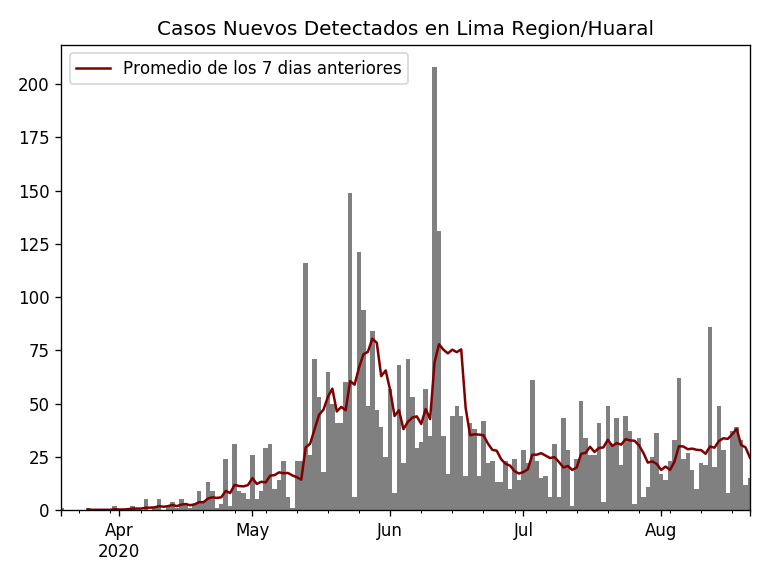 Casos Nuevos Detectados en Lima Region/Huaral
Promedio de los 7 dias anteriores
200
175
150
125
100
75
50
25
0
Apr
2020
May
Jun
Jul
Aug